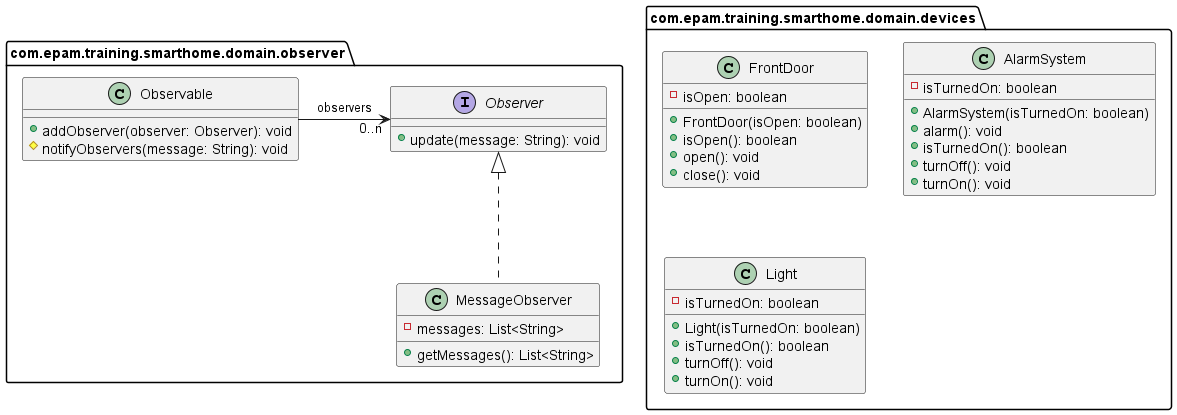 com.epam.training.smarthome.domain.observer
C Observable
addObserver(observer: Observer): void
notifyObservers(message: String): void
observers
0..n
I Observer
update(message: String): void
C MessageObserver
messages: List<String>
getMessages(): List<String>
com.epam.training.smarthome.domain.devices
C FrontDoor
isOpen: boolean
FrontDoor(isOpen: boolean)
isOpen(): boolean
open(): void
close(): void
C AlarmSystem
isTurnedOn: boolean
AlarmSystem(isTurnedOn: boolean)
alarm(): void
isTurnedOn(): boolean
turnOff(): void
turnOn(): void
C Light
isTurnedOn: boolean
Light(isTurnedOn: boolean)
isTurnedOn(): boolean
turnOff(): void
turnOn(): void